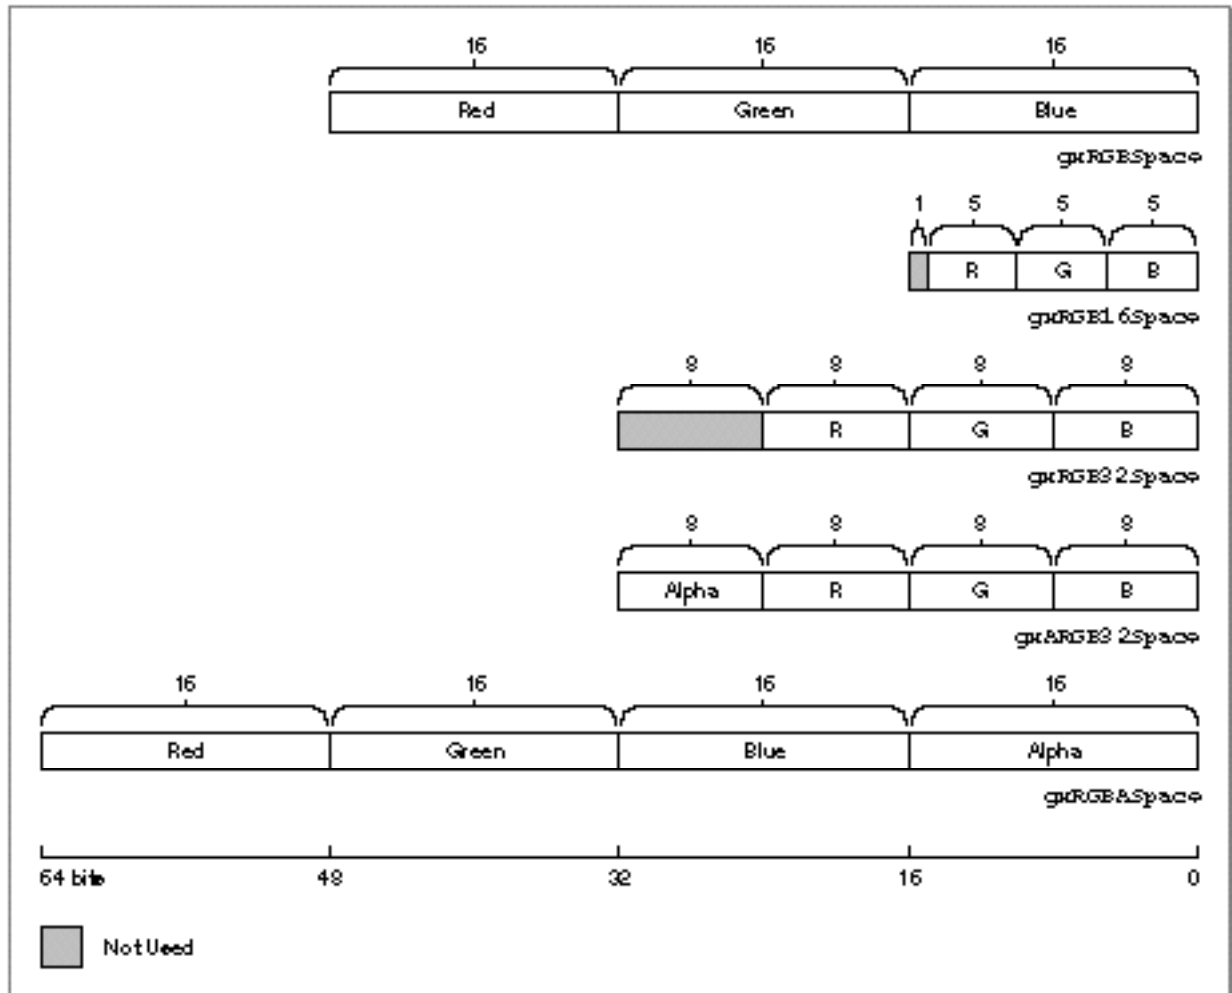 16 16 16
Red Green Blue
gxRGBSpace
1 5 5 5
R G B
gxRGB16Space
8 8 8 8
R G B
gxRGB32Space
8 8 8 8
Alpha R G B
gxARGB32Space
16 16 16 16
Red Green Blue Alpha
gxRGBASpace
64 bits 48 32 16 0
Not Used